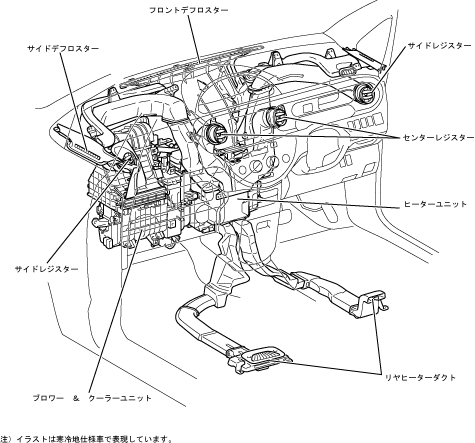 フロントデフロスター
サイドデフロスター
サイドレジスター
センターレジスター
ヒーターユニット
サイドレジスター
リヤヒーターダクト
ブロワー ＆ クーラーユニット
注）イラストは寒冷地仕様車で表現しています。